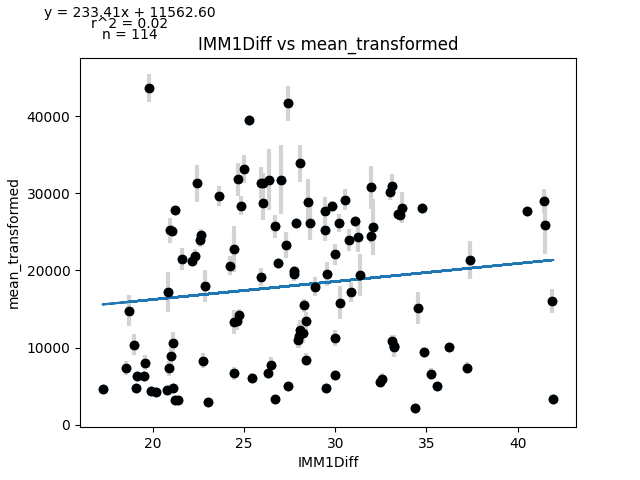 y = 233.41x + 11562.60
r^2 = 0.02
n = 114
IMM1Diff vs mean_transformed
mean_transformed
40000
30000
20000
10000
0
20 25 30 35 40
IMM1Diff